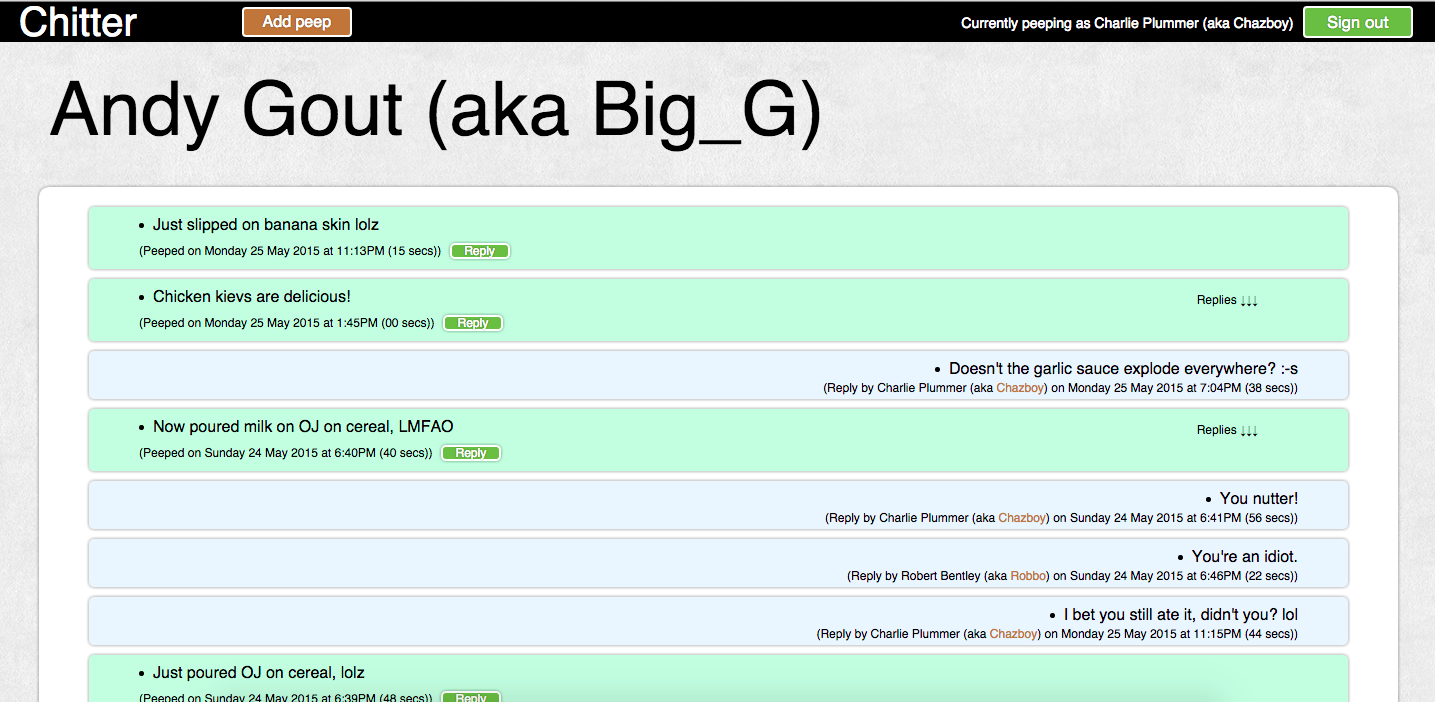 Chitter Add peep Currently peeping as Charlie Plummer (aka Chazboy) Sign out
Andy Gout (aka Big_G)
• Just slipped on banana skin lolz
(Peeped on Monday 25 May 2015 at 11:13PM (15 secs)) Reply
• Chicken kievs are delicious! Replies ↓↓↓
(Peeped on Monday 25 May 2015 at 1:45PM (00 secs)) Reply
• Doesn't the garlic sauce explode everywhere? :-s
(Reply by Charlie Plummer (aka Chazboy) on Monday 25 May 2015 at 7:04PM (38 secs))
• Now poured milk on OJ on cereal, LMFAO Replies ↓↓↓
(Peeped on Sunday 24 May 2015 at 6:40PM (40 secs)) Reply
• You nutter!
(Reply by Charlie Plummer (aka Chazboy) on Sunday 24 May 2015 at 6:41PM (56 secs))
• You're an idiot.
(Reply by Robert Bentley (aka Robbo) on Sunday 24 May 2015 at 6:46PM (22 secs))
• I bet you still ate it, didn't you? lol
(Reply by Charlie Plummer (aka Chazboy) on Monday 25 May 2015 at 11:15PM (44 secs))
• Just poured OJ on cereal, lolz
(Peeped on Sunday 24 May 2015 at 6:39PM (48 secs)) Reply